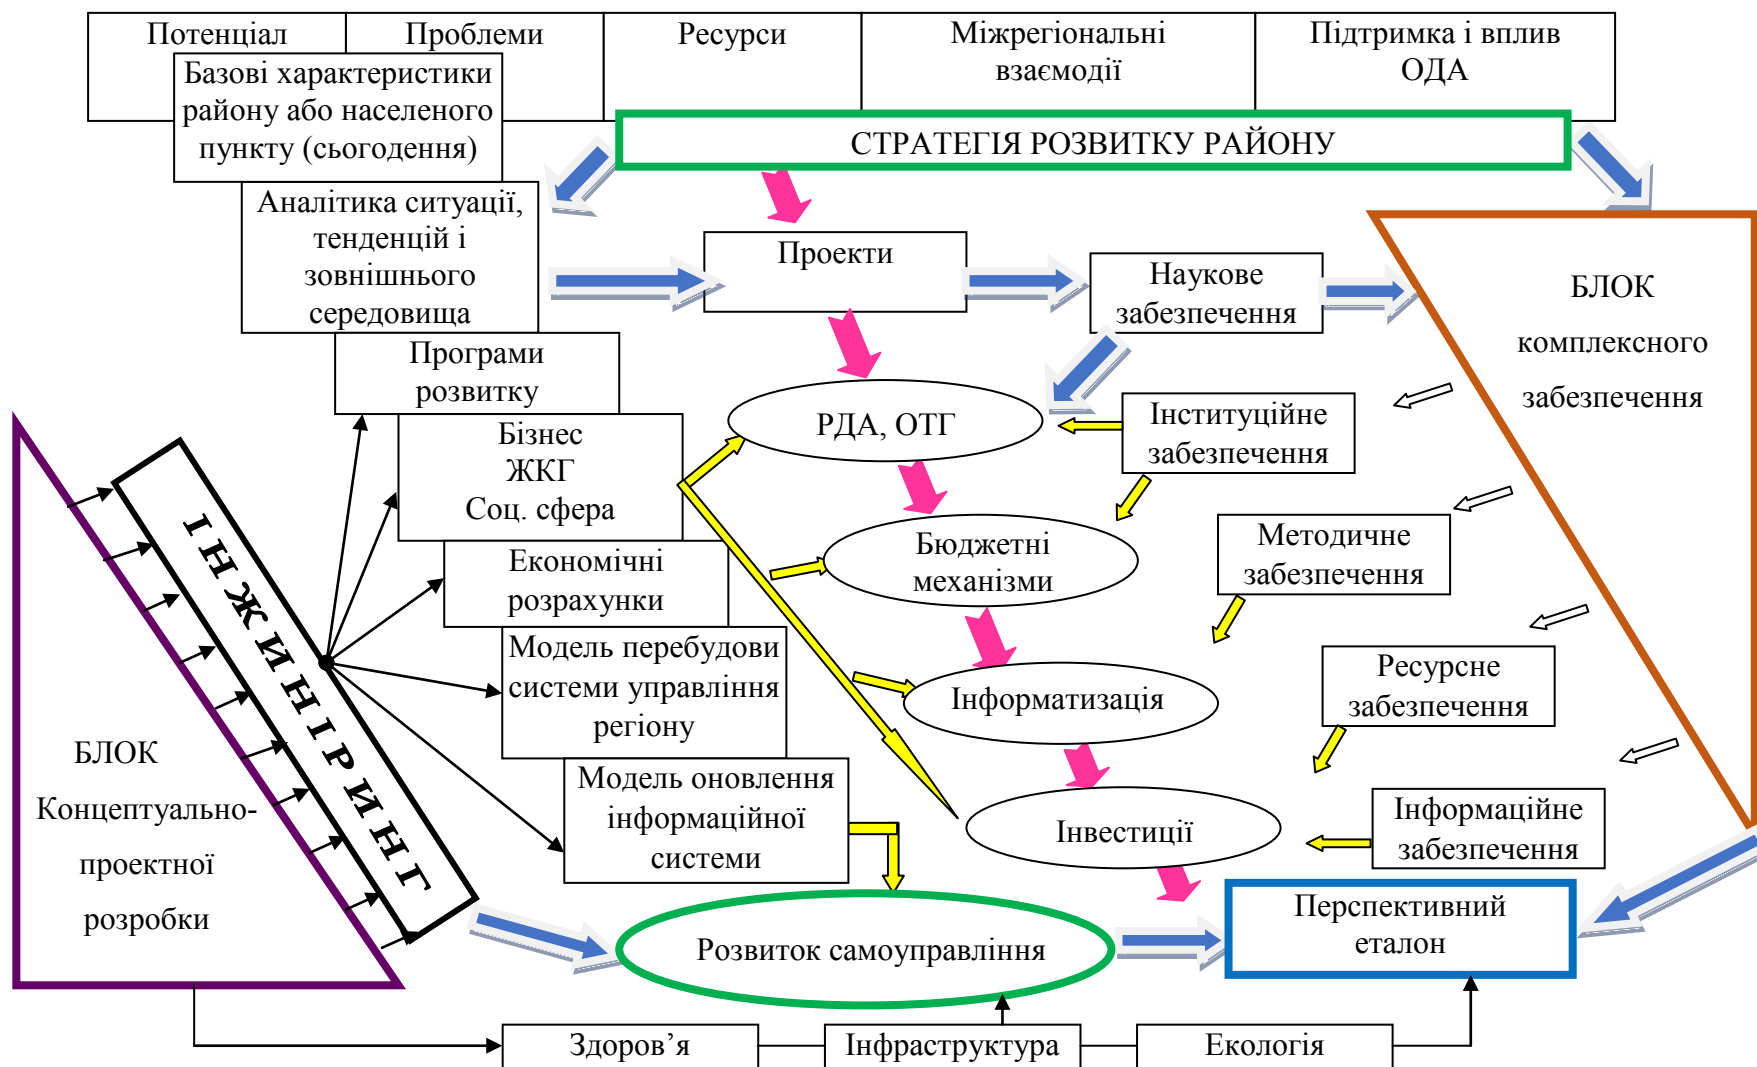 Потенціал
Проблеми
Ресурси
Міжрегіональні
взаємодії
Підтримка і вплив
ОДА
Базові характеристики
району або населеного
пункту (сьогодення)
СТРАТЕГІЯ РОЗВИТКУ РАЙОНУ
Аналітика ситуації,
тенденцій і
зовнішнього
середовища
Проекти
Наукове
забезпечення
БЛОК
комплексного
забезпечення
Програми
розвитку
РДА, ОТГ
Інституційне
забезпечення
Бізнес
ЖКГ
Соц. сфера
Бюджетні
механізми
Методичне
забезпечення
Економічні
розрахунки
ІНЖИНІРИНГ
Модель перебудови
системи управління
регіону
Інформатизація
Ресурсне
забезпечення
БЛОК
Концептуально-
проектної
розробки
Модель оновлення
інформаційної
системи
Інвестиції
Інформаційне
забезпечення
Розвиток самоуправління
Перспективний
еталон
Здоров’я
Інфраструктура
Екологія